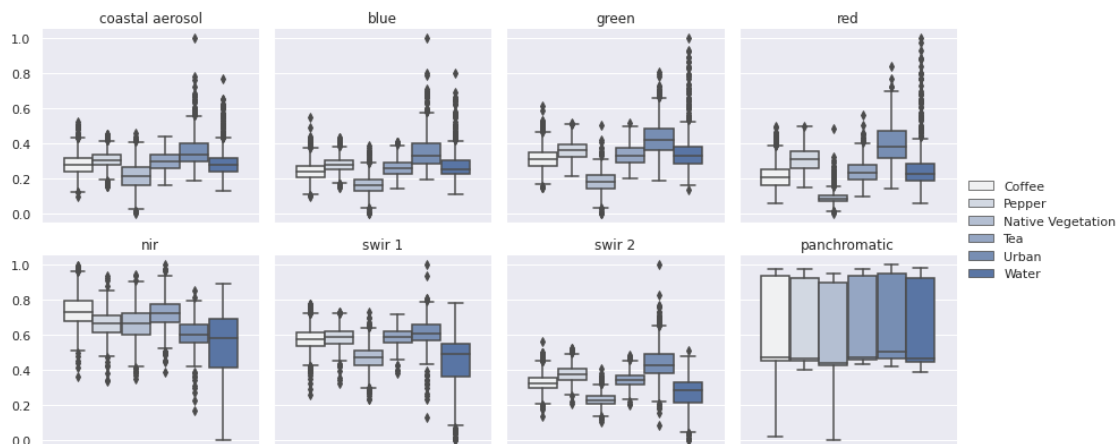 coastal aerosol
blue
green
red
1.0
0.8
0.6
0.4
0.2
0.0
nir
swir 1
swir 2
panchromatic
1.0
0.8
0.6
0.4
0.2
0.0
Coffee
Pepper
Native Vegetation
Tea
Urban
Water